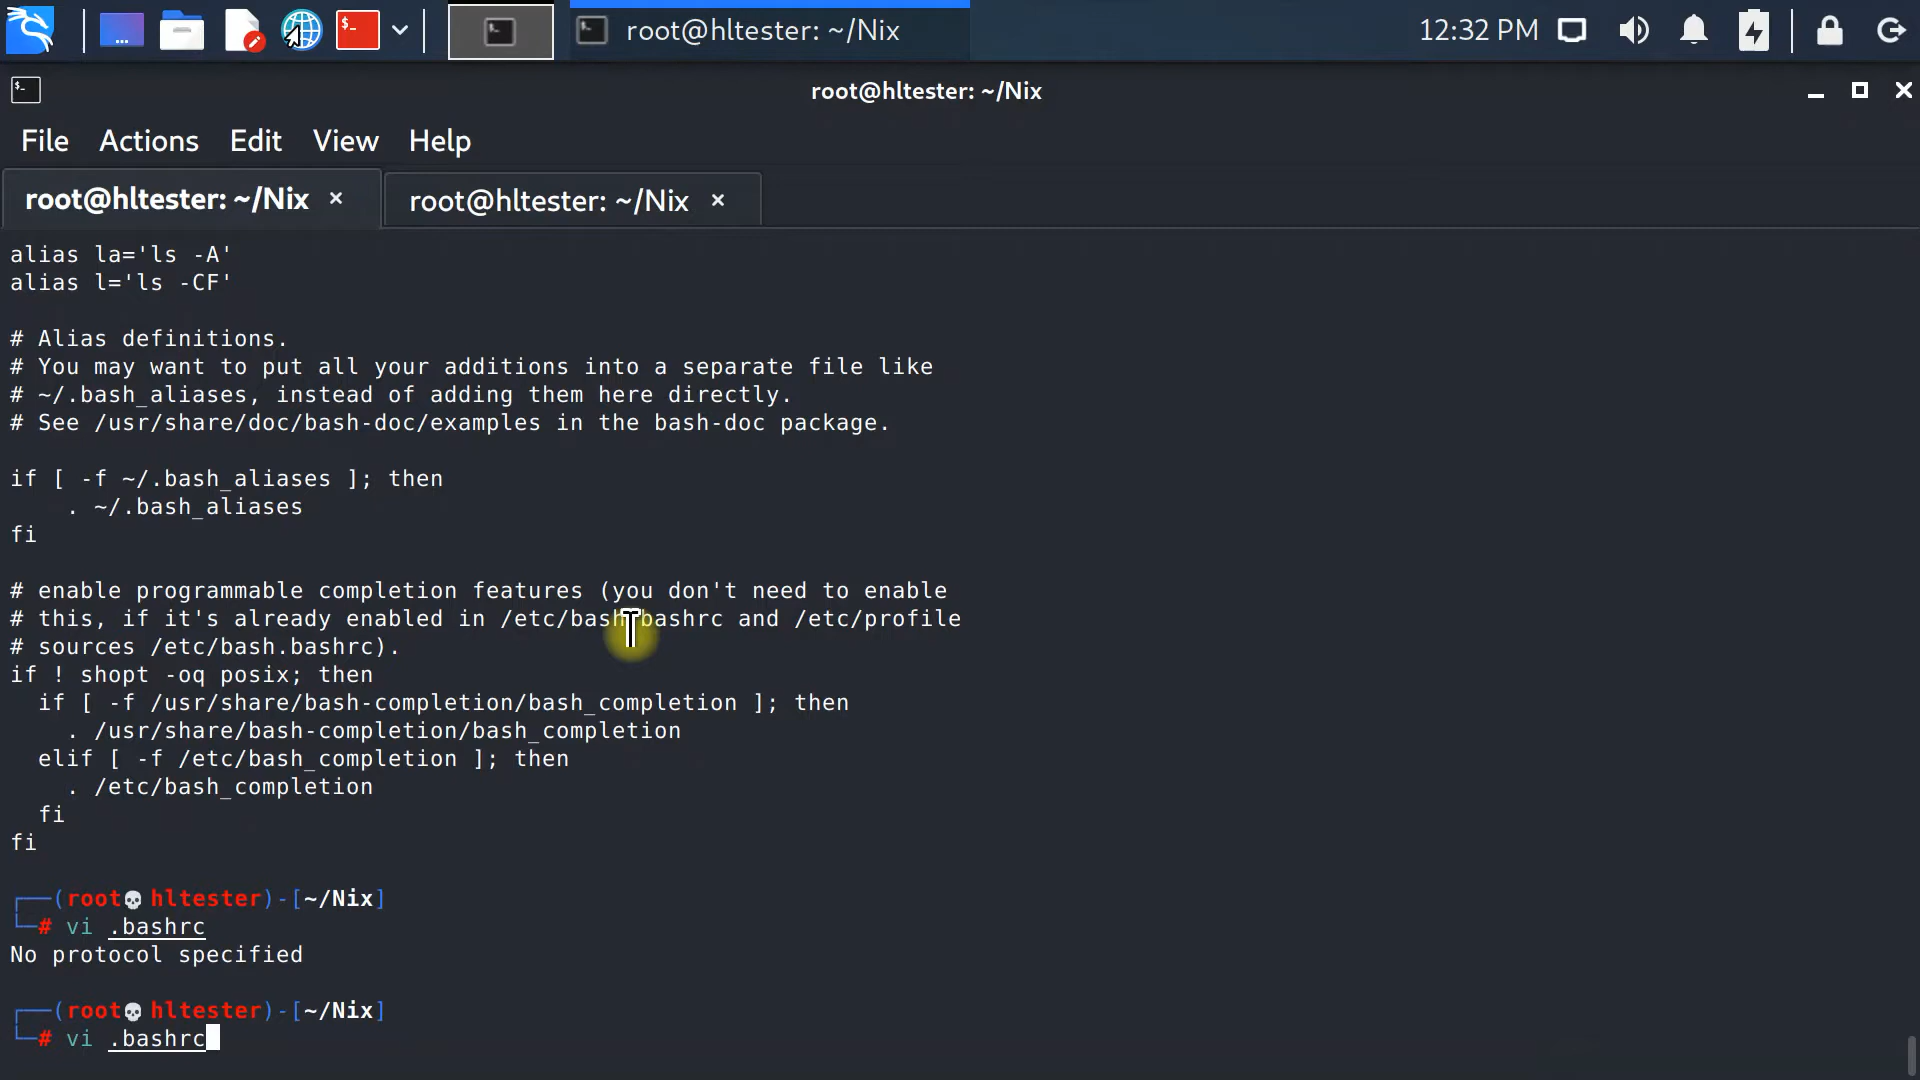 root@hltester: ~/Nix
12:32 PM
root@hltester: ~/Nix
File Actions Edit View Help
root@hltester: ~/Nix × root@hltester: ~/Nix ×
alias la='ls -A'
alias l='ls -CF'
# Alias definitions.
# You may want to put all your additions into a separate file like
# ~/.bash_aliases, instead of adding them here directly.
# See /usr/share/doc/bash-doc/examples in the bash-doc package.
if [ -f ~/.bash_aliases ]; then
    . ~/.bash_aliases
fi
# enable programmable completion features (you don't need to enable
# this, if it's already enabled in /etc/bash.bashrc and /etc/profile
# sources /etc/bash.bashrc).
if ! shopt -oq posix; then
  if [ -f /usr/share/bash-completion/bash_completion ]; then
    . /usr/share/bash-completion/bash_completion
  elif [ -f /etc/bash_completion ]; then
    . /etc/bash_completion
  fi
fi
┌──(root💀hltester)-[~/Nix]
└─# vi .bashrc
No protocol specified
┌──(root💀hltester)-[~/Nix]
└─# vi .bashrc